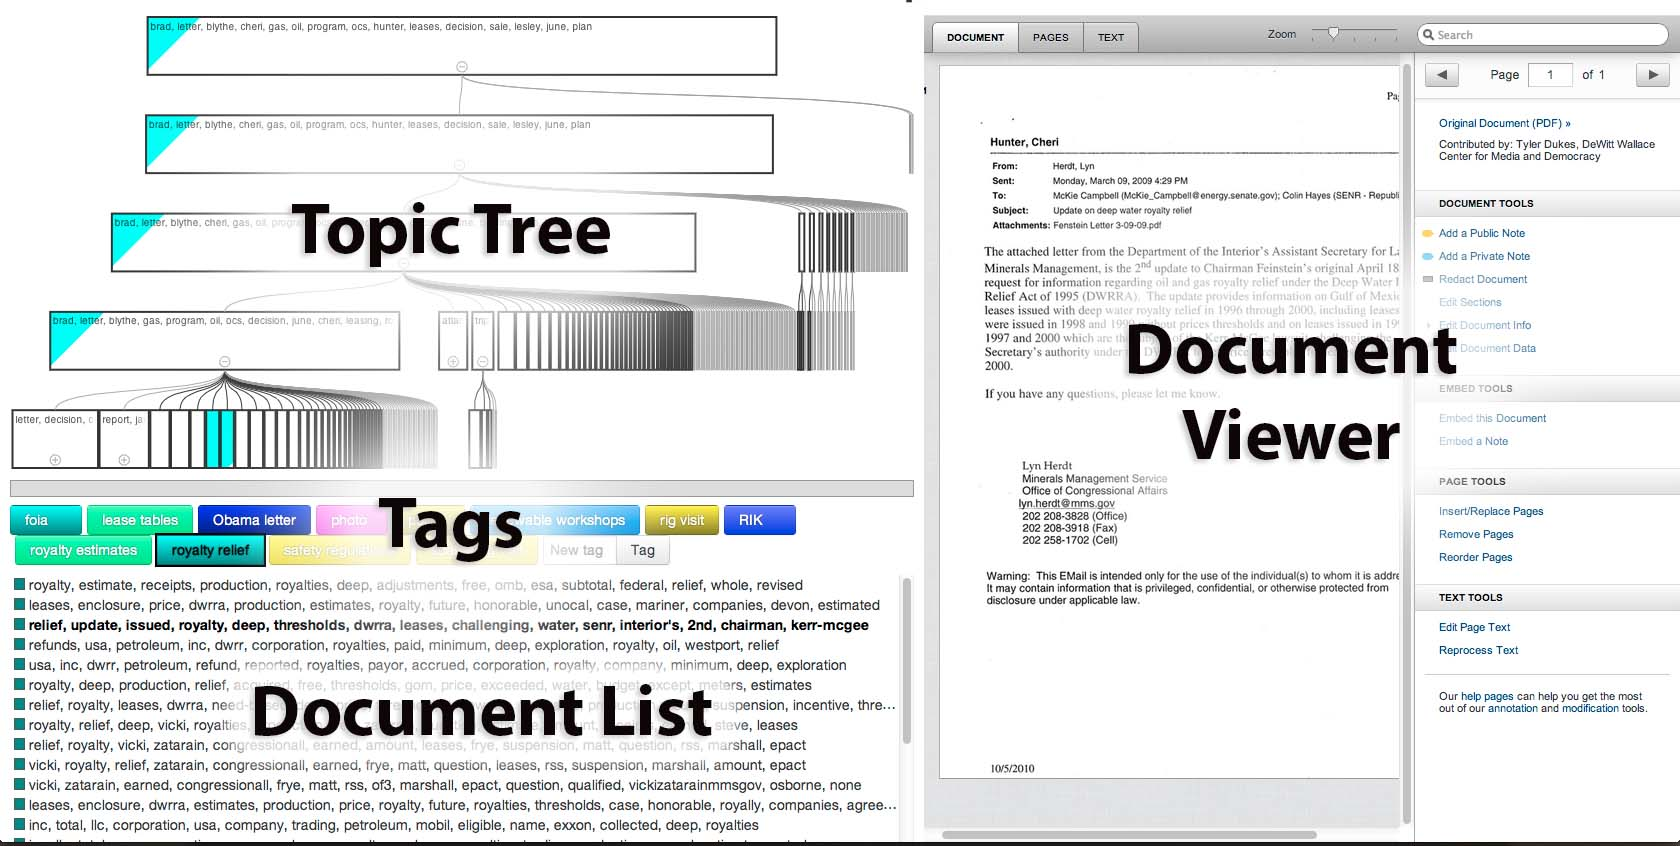 brad, letter, blythe, cheri, gas, oil, program, ocs, hunter, leases, decision, sale, lesley, june, plan
brad, letter, blythe, cheri, gas, oil, program, ocs, hunter, leases, decision, sale, lesley, june, plan
brad, letter, blythe, cheri, gas, oil,
Topic Tree
brad, letter, blythe, gas, program, oil, ocs, decision, june, cheri, leasing,
letter, decision,
report,
foia
lease tables
Obama letter
photo
workshops
rig visit
RIK
Tags
royalty estimates
royalty relief
safety
New tag
Tag
royalty, estimate, receipts, production, royalties, deep, adjustments, free, omb, esa, subtotal, federal, relief, whole, revised
leases, enclosure, price, dwrra, production, estimates, royalty, future, honorable, unocal, case, mariner, companies, devon, estimated
relief, update, issued, royalty, deep, thresholds, dwrra, leases, challenging, water, senr, interior's, 2nd, chairman, kerr-mcgee
refunds, usa, petroleum, inc, dwrr, corporation, royalties, paid, minimum, deep, exploration, royalty, oil, westport, relief
usa, inc, dwrr, petroleum, refund, reported, royalties, payor, accrued, corporation, royalty, company, minimum, deep, exploration
royalty, deep, production, relief, acquired, free, thresholds, gom, price, exceeded, water, budget, except, meters, estimates
relief, royalty, leases, dwrra, suspension, incentive, thre...
royalty, relief, deep, vicki, royalties, steve, leases
relief, royalty, vicki, zatarain, congressionall, earned, amount, leases, frye, suspension, matt, question, rss, marshall, epact
vicki, royalty, relief, zatarain, congressionall, earned, frye, matt, question, leases, rss, suspension, marshall, amount, epact
vicki, zatarain, earned, congressionall, frye, matt, rss, of3, marshall, epact, question, qualified, vickizatarainmmsgov, osborne, none
leases, enclosure, dwrra, estimates, production, price, royalty, future, royalties, thresholds, case, honorable, royally, companies, agree...
inc, total, llc, corporation, usa, company, trading, petroleum, mobil, eligible, name, exxon, collected, deep, royalties
Document List
DOCUMENT
PAGES
TEXT
Zoom
Search
Page 1 of 1
Hunter, Cheri
From: Herdt, Lyn
Sent: Monday, March 09, 2009 4:29 PM
To: McKie Campbell (McKie_Campbell@energy.senate.gov); Colin Hayes (SENR - Republi
Subject: Update on deep water royalty relief
Attachments: Fenstein Letter 3-09-09.pdf
The attached letter from the Department of the Interior's Assistant Secretary for La
Minerals Management, is the 2nd update to Chairman Feinstein's original April 18
request for information regarding oil and gas royalty relief under the Deep Water
Relief Act of 1995 (DWRRA). The update provides information on Gulf of Mexic
leases issued with deep water royalty relief in 1996 through 2000, including leases
were issued in 1998 and 1999 without prices thresholds and on leases issued in 19
1997 and 2000 which are the
Secretary's authority under
2000.
If you have any questions, please let me know.
Document
Viewer
Lyn Herdt
Minerals Management Service
Office of Congressional Affairs
lyn.herdt@mms.gov
202 208-3828 (Office)
202 208-3918 (Fax)
202 258-1702 (Cell)
Warning: This EMail is intended only for the use of the individual(s) to whom it is addre
It may contain information that is privileged, confidential, or otherwise protected from
disclosure under applicable law.
10/5/2010
Original Document (PDF) »
Contributed by: Tyler Dukes, DeWitt Wallace
Center for Media and Democracy
DOCUMENT TOOLS
Add a Public Note
Add a Private Note
Redact Document
Edit Sections
Edit Document Info
Document Data
EMBED TOOLS
Embed this Document
Embed a Note
PAGE TOOLS
Insert/Replace Pages
Remove Pages
Reorder Pages
TEXT TOOLS
Edit Page Text
Reprocess Text
Our help pages can help you get the most
out of our annotation and modification tools.